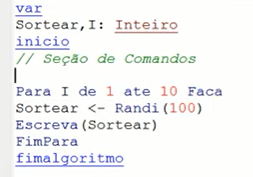 var
Sortear,I: Inteiro
inicio
// Seção de Comandos
Para I de 1 ate 10 Faca
Sortear <- Randi(100)
Escreva(Sortear)
FimPara
fimalgoritmo